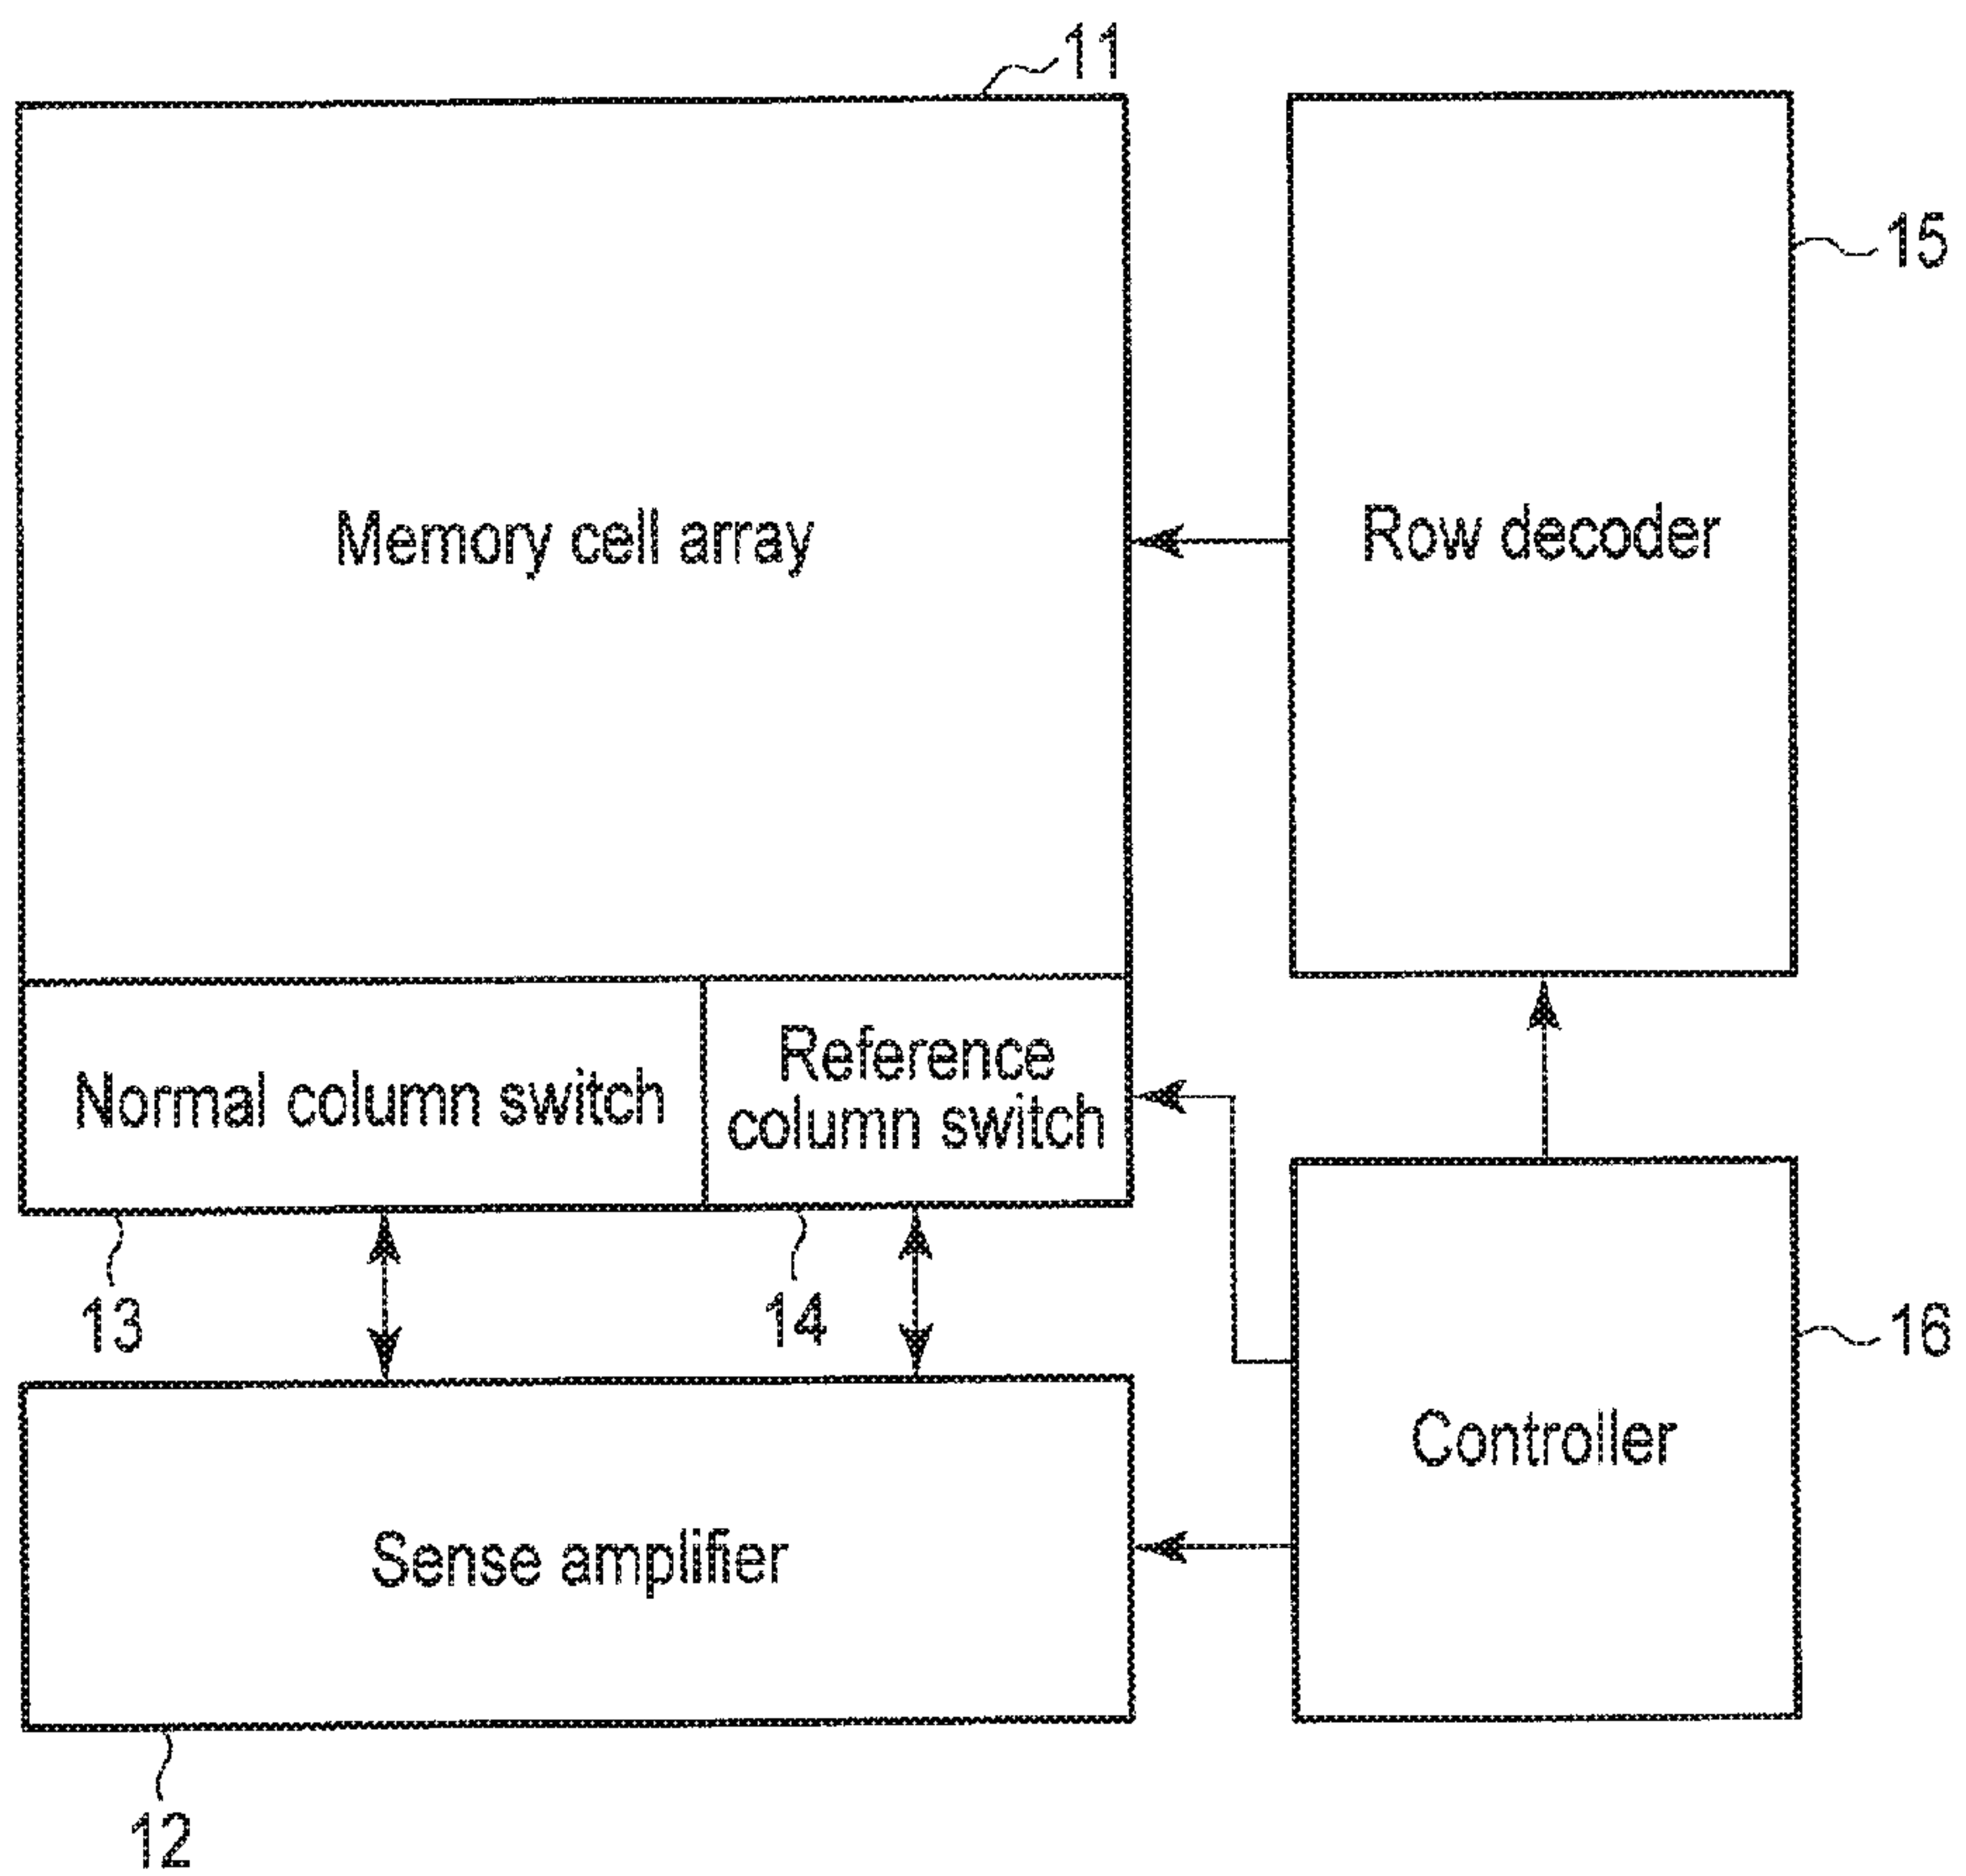 11
15
Memory cell array
Row decoder
Normal column switch
Reference
column switch
13
14
16
Controller
Sense amplifier
12